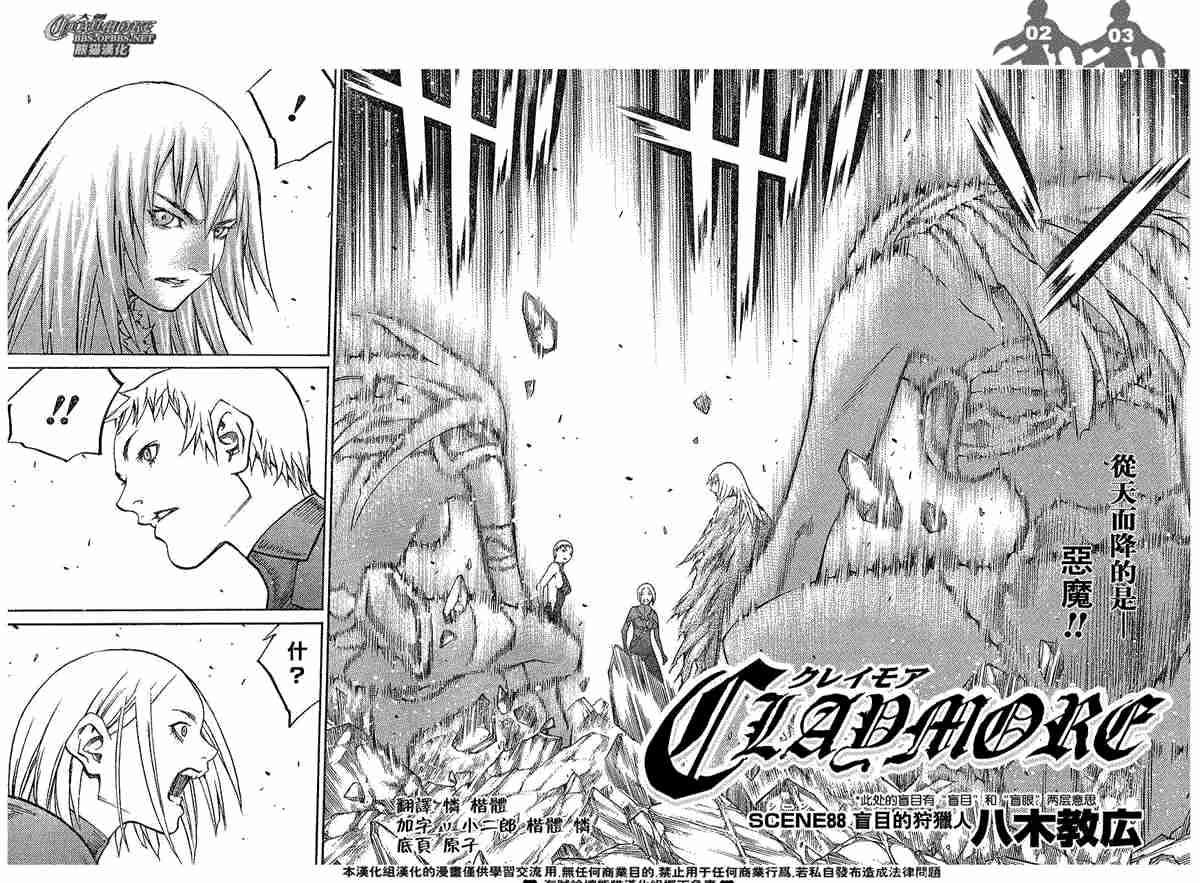 大劍
CLAYMORE
BBS.OPBBS.NET
熊猫漢化
02
03
從天而降的是—
惡魔!!
!
!!
什?
クレイモア
CLAYMORE
"此处的盲目有"盲目"和"盲眼"两层意思
シーン
SCENE88 盲目的狩獵人
八木教広
翻譯 憐 楷體
加字 ν 小二郎 楷體 憐
底頁 原子
本漢化組漢化的漫畫僅供學習交流用,無任何商業目的.禁止用于任何商業行爲.若私自發布造成法律問題